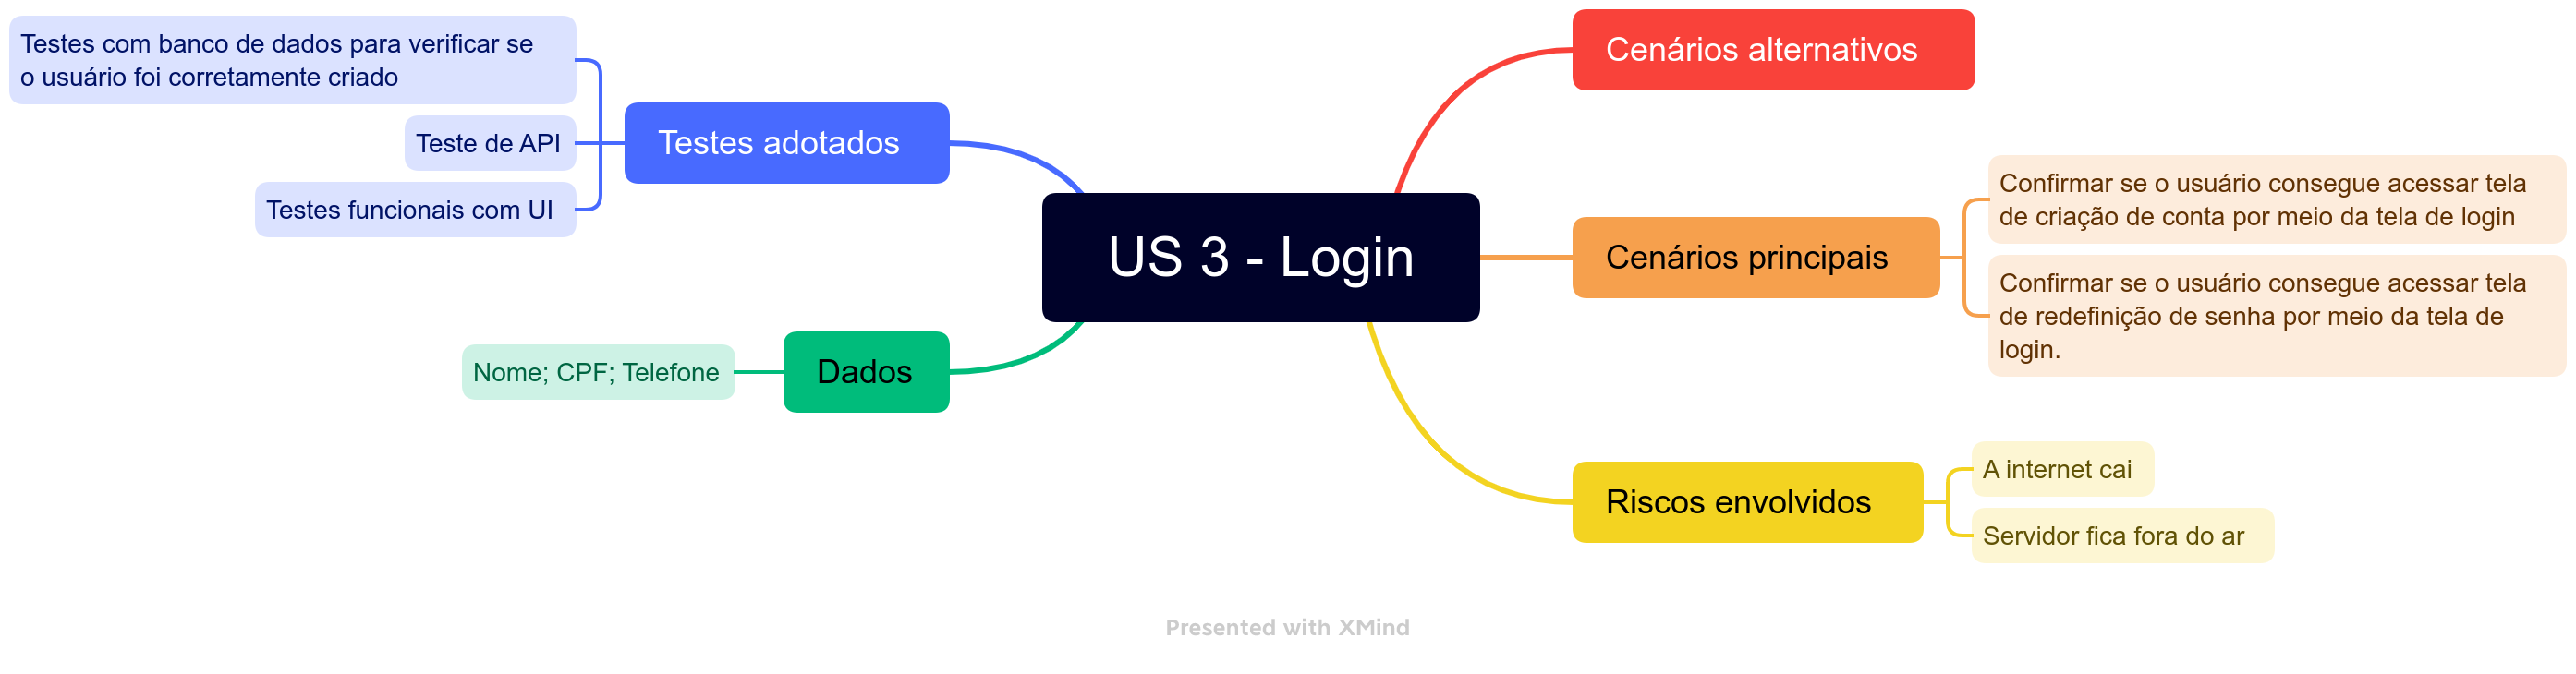 Testes com banco de dados para verificar se
o usuário foi corretamente criado
Teste de API
Testes funcionais com UI
Testes adotados
Nome; CPF; Telefone
Dados
US 3 - Login
Cenários alternativos
Cenários principais
Confirmar se o usuário consegue acessar tela
de criação de conta por meio da tela de login
Confirmar se o usuário consegue acessar tela
de redefinição de senha por meio da tela de
login.
Riscos envolvidos
A internet cai
Servidor fica fora do ar
Presented with XMind